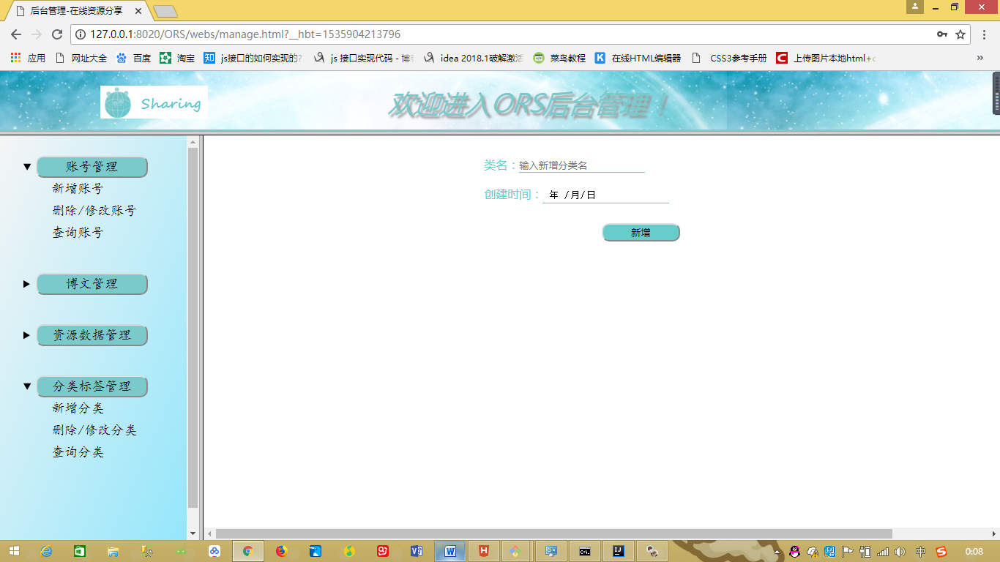 后台管理-在线资源分享
127.0.0.1:8020/ORS/webs/manage.html?__hbt=1535904213796
应用 网址大全 百度 淘宝 知 js接口的如何实现的? js 接口实现代码 - 博 idea 2018.1破解激活 菜鸟教程 K 在线HTML编辑器 CSS3参考手册 C 上传图片本地html+c »
Sharing
欢迎进入ORS后台管理！
账号管理
新增账号
删除/修改账号
查询账号
博文管理
资源数据管理
分类标签管理
新增分类
删除/修改分类
查询分类
类名：输入新增分类名
创建时间： 年 /月/日
新增
中
0:08